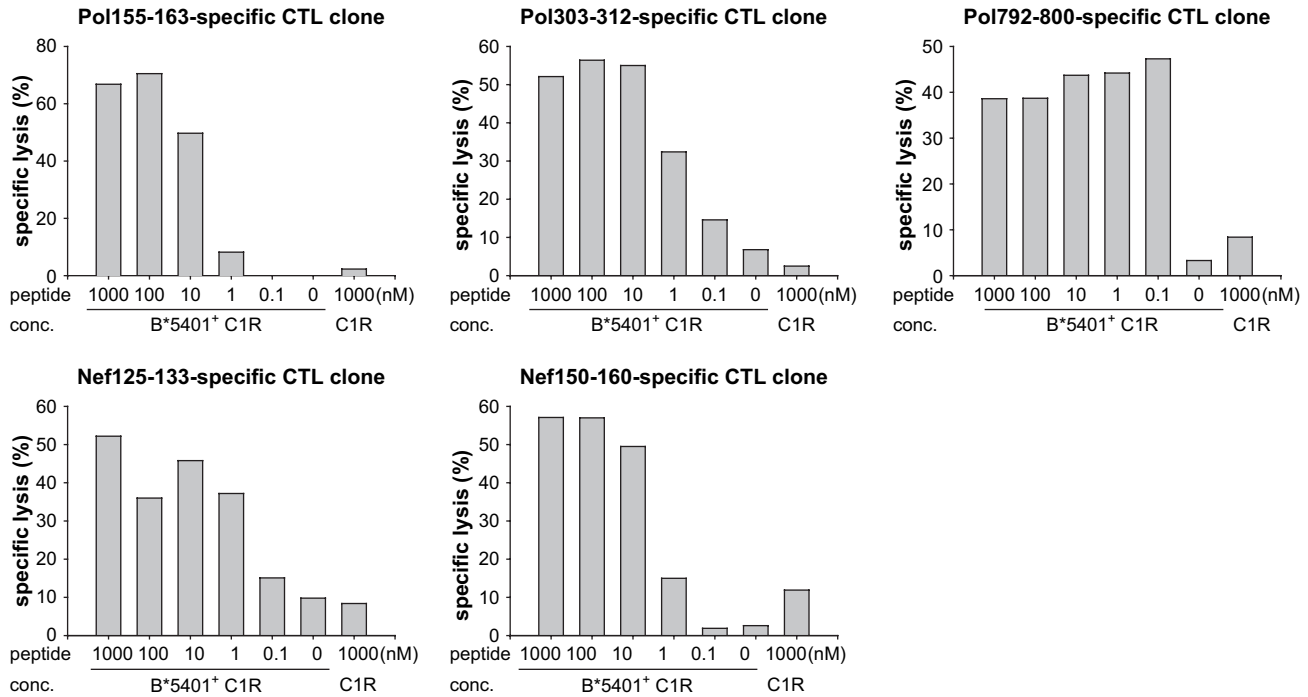 Pol155-163-specific CTL clone
specific lysis (%)
80
60
40
20
0
peptide 1000 100 10 1 0.1 0 1000(nM)
conc. B*5401⁺ C1R C1R
Pol303-312-specific CTL clone
specific lysis (%)
60
50
40
30
20
10
0
peptide 1000 100 10 1 0.1 0 1000(nM)
conc. B*5401⁺ C1R C1R
Pol792-800-specific CTL clone
specific lysis (%)
50
40
30
20
10
0
peptide 1000 100 10 1 0.1 0 1000(nM)
conc. B*5401⁺ C1R C1R
Nef125-133-specific CTL clone
specific lysis (%)
60
50
40
30
20
10
0
peptide 1000 100 10 1 0.1 0 1000(nM)
conc. B*5401⁺ C1R C1R
Nef150-160-specific CTL clone
specific lysis (%)
60
50
40
30
20
10
0
peptide 1000 100 10 1 0.1 0 1000(nM)
conc. B*5401⁺ C1R C1R